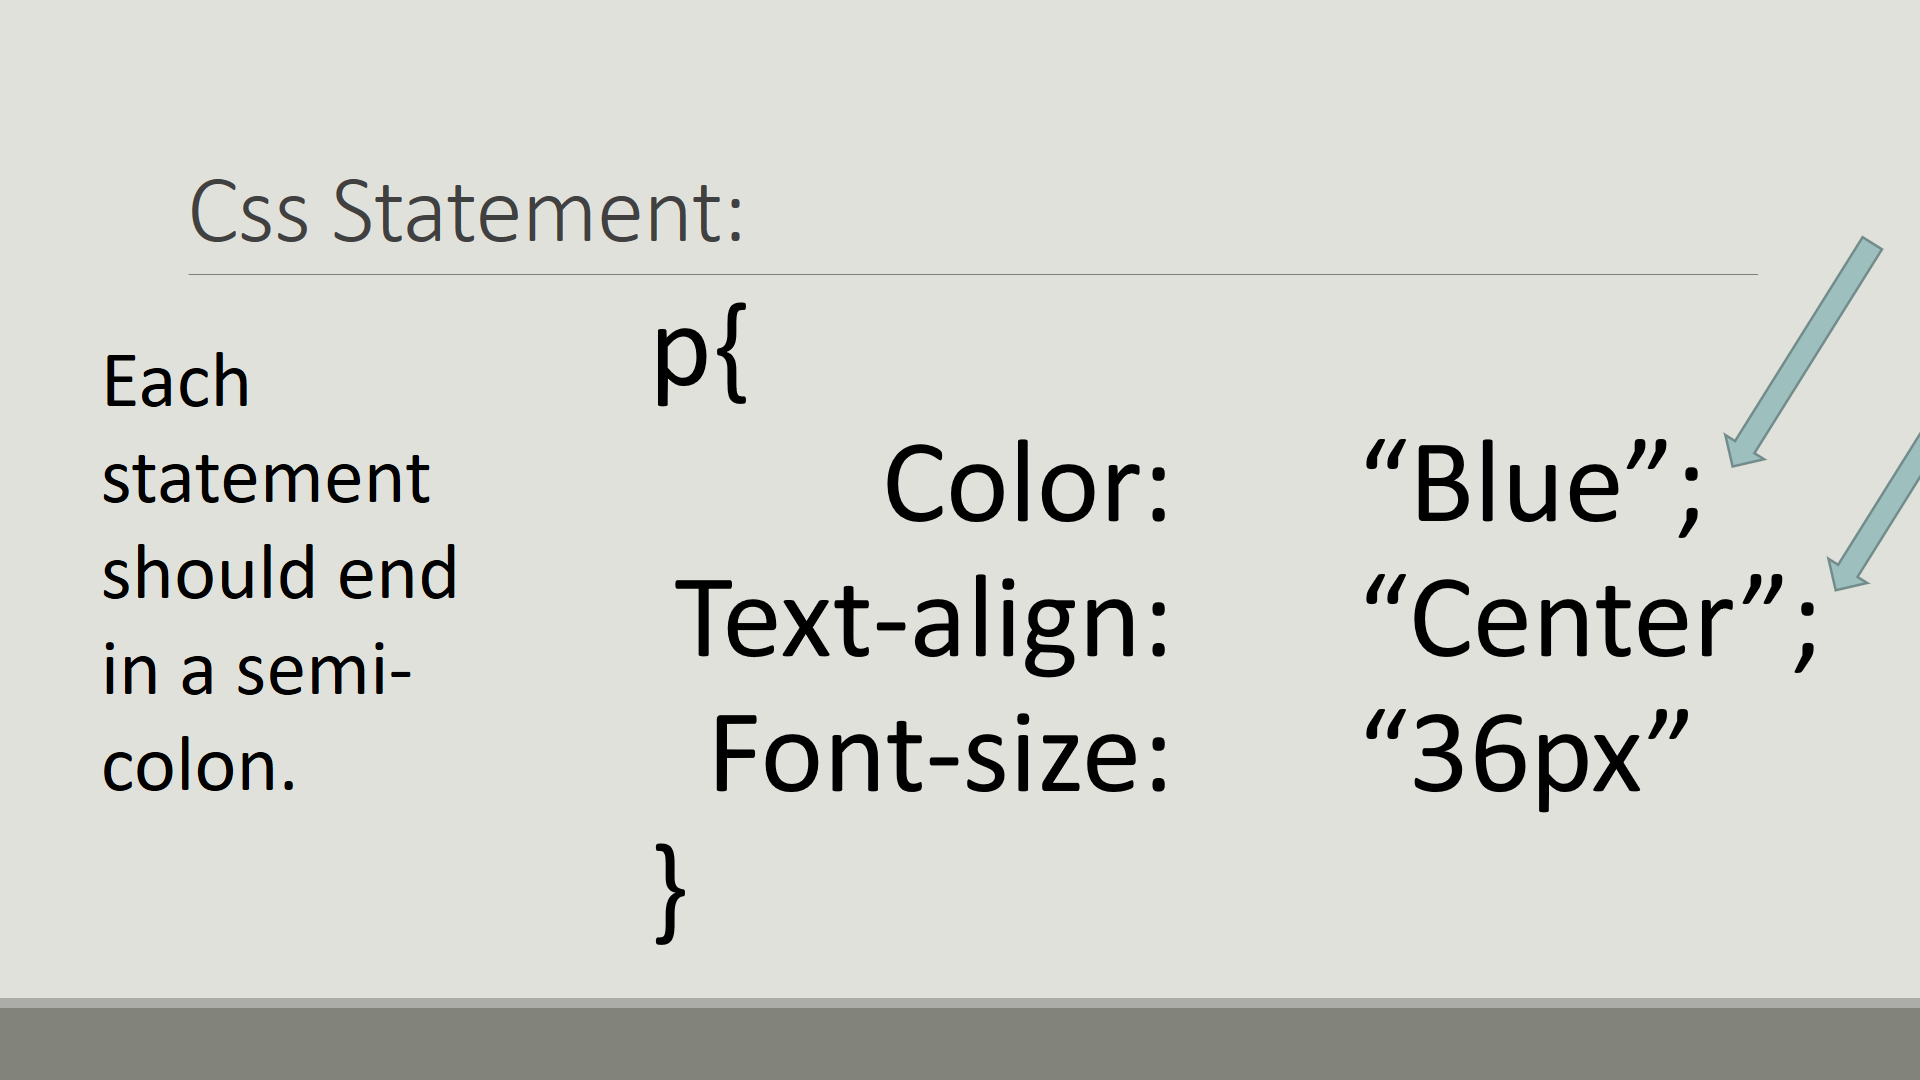 Css Statement:
Each
statement
should end
in a semi-
colon.
p{
Color: “Blue”;
Text-align: “Center”;
Font-size: “36px”
}